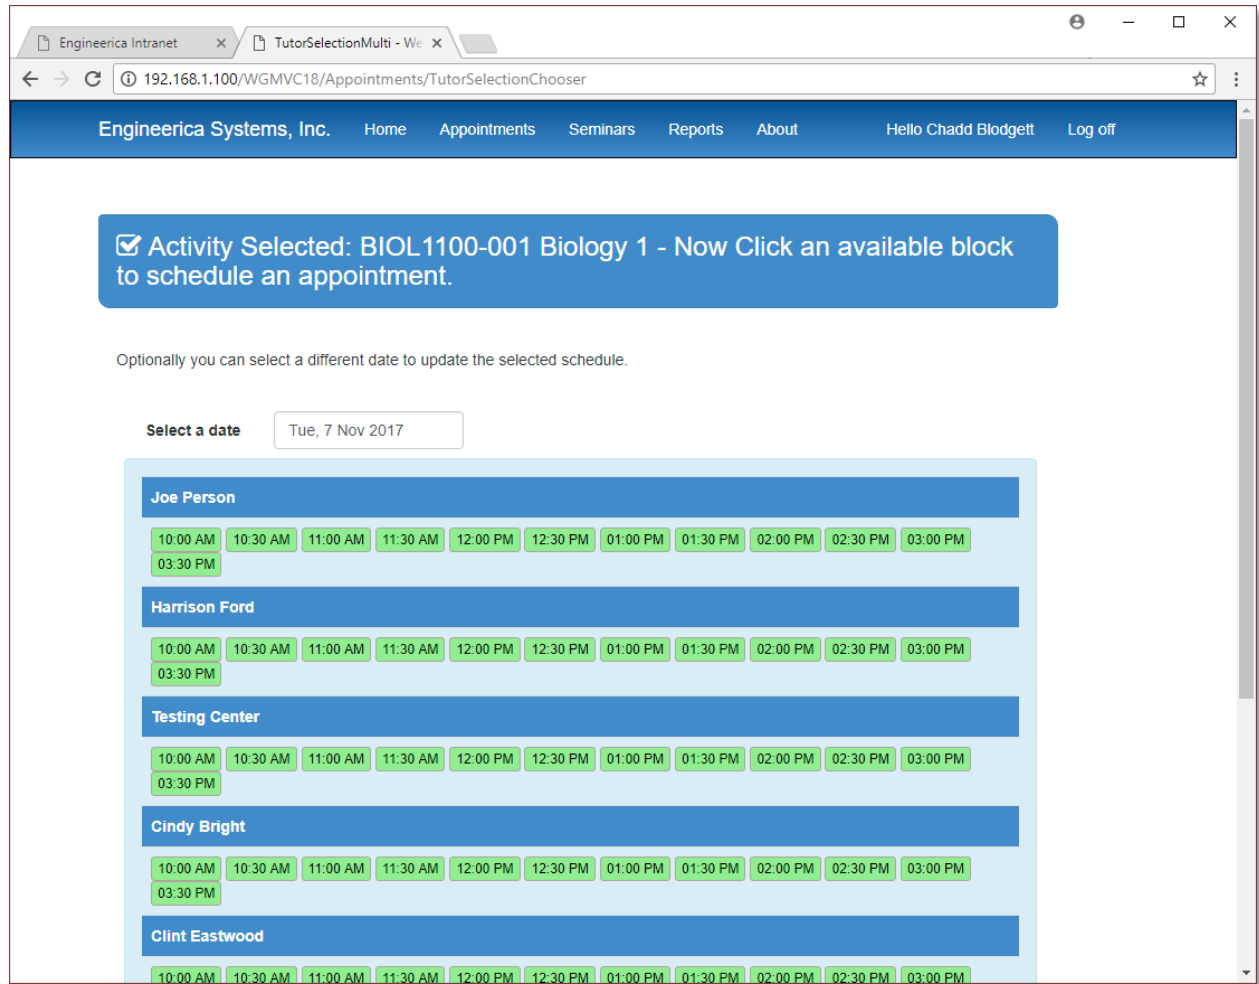 Engineerica Intranet TutorSelectionMulti - We
192.168.1.100/WGMVC18/Appointments/TutorSelectionChooser
Engineerica Systems, Inc. Home Appointments Seminars Reports About Hello Chadd Blodgett Log off
Activity Selected: BIOL1100-001 Biology 1 - Now Click an available block
to schedule an appointment.
Optionally you can select a different date to update the selected schedule.
Select a date Tue, 7 Nov 2017
Joe Person
10:00 AM 10:30 AM 11:00 AM 11:30 AM 12:00 PM 12:30 PM 01:00 PM 01:30 PM 02:00 PM 02:30 PM 03:00 PM
03:30 PM
Harrison Ford
10:00 AM 10:30 AM 11:00 AM 11:30 AM 12:00 PM 12:30 PM 01:00 PM 01:30 PM 02:00 PM 02:30 PM 03:00 PM
03:30 PM
Testing Center
10:00 AM 10:30 AM 11:00 AM 11:30 AM 12:00 PM 12:30 PM 01:00 PM 01:30 PM 02:00 PM 02:30 PM 03:00 PM
03:30 PM
Cindy Bright
10:00 AM 10:30 AM 11:00 AM 11:30 AM 12:00 PM 12:30 PM 01:00 PM 01:30 PM 02:00 PM 02:30 PM 03:00 PM
03:30 PM
Clint Eastwood
10:00 AM 10:30 AM 11:00 AM 11:30 AM 12:00 PM 12:30 PM 01:00 PM 01:30 PM 02:00 PM 02:30 PM 03:00 PM